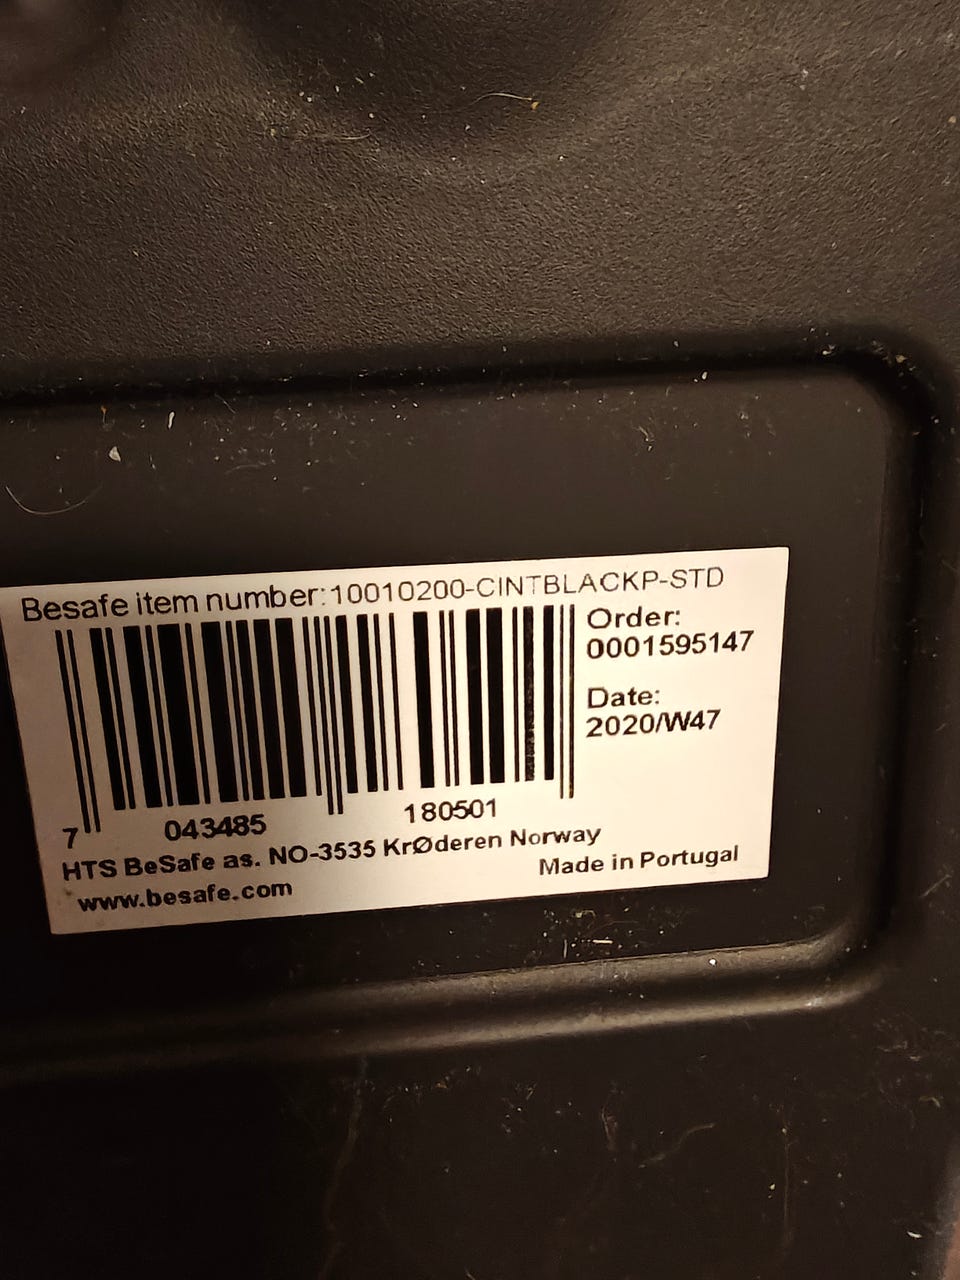 Besafe item number:10010200-CINTBLACKP-STD
Order:
0001595147
Date:
2020/W47
7 043485 180501
HTS BeSafe as. NO-3535 KrØderen Norway
Made in Portugal
www.besafe.com